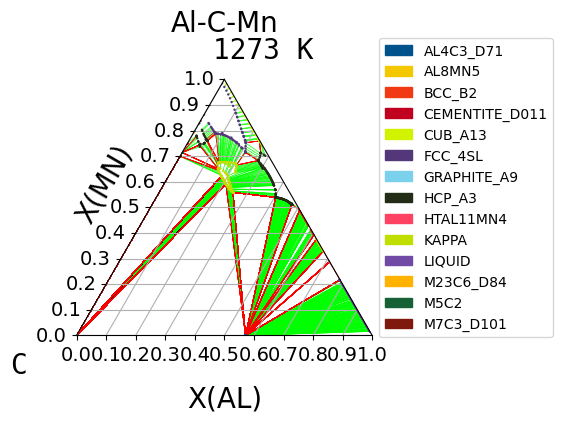 Al-C-Mn
1273 K
1.0
0.9
0.8
0.7
0.6
0.5
0.4
0.3
0.2
0.1
0.0
X(MN)
C
0.00.10.20.30.40.50.60.70.80.91.0
X(AL)
AL4C3_D71
AL8MN5
BCC_B2
CEMENTITE_D011
CUB_A13
FCC_4SL
GRAPHITE_A9
HCP_A3
HTAL11MN4
KAPPA
LIQUID
M23C6_D84
M5C2
M7C3_D101